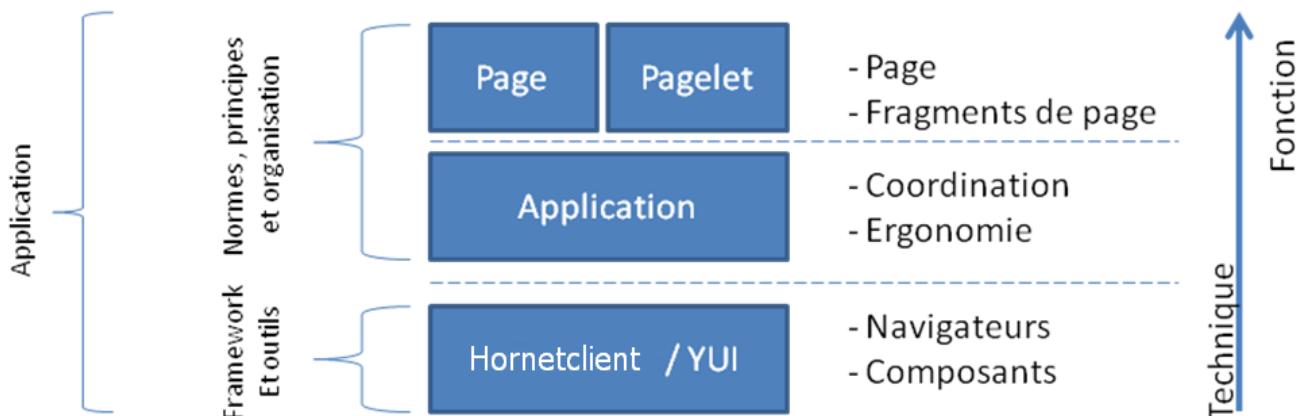 Application
Normes, principes
et organisation
Framework
Et outils
Page
Pagelet
- Page
- Fragments de page
Application
- Coordination
- Ergonomie
Hornetclient / YUI
- Navigateurs
- Composants
Fonction
Technique